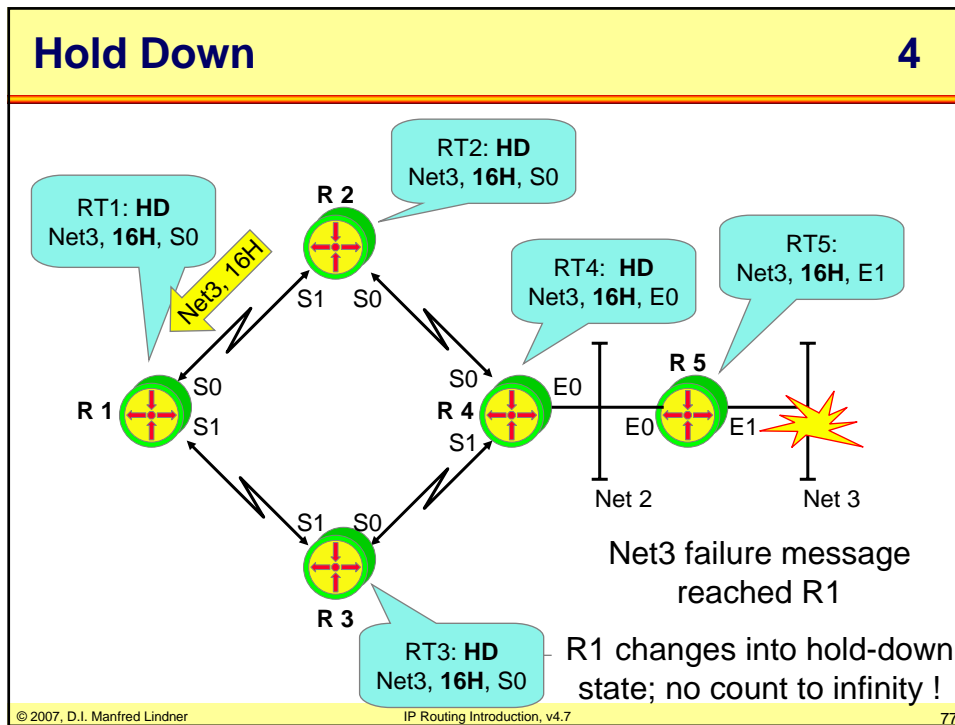 Hold Down 4
RT2: HD
Net3, 16H, S0
R 2
RT1: HD
Net3, 16H, S0
Net3, 16H
RT4: HD
Net3, 16H, E0
RT5:
Net3, 16H, E1
S1 S0
S0
R 1
S1
S0
R 4
S1
E0
R 5
E0 E1
Net 2
Net 3
S1 S0
R 3
Net3 failure message
reached R1
RT3: HD
Net3, 16H, S0
R1 changes into hold-down
state; no count to infinity !
© 2007, D.I. Manfred Lindner IP Routing Introduction, v4.7 77